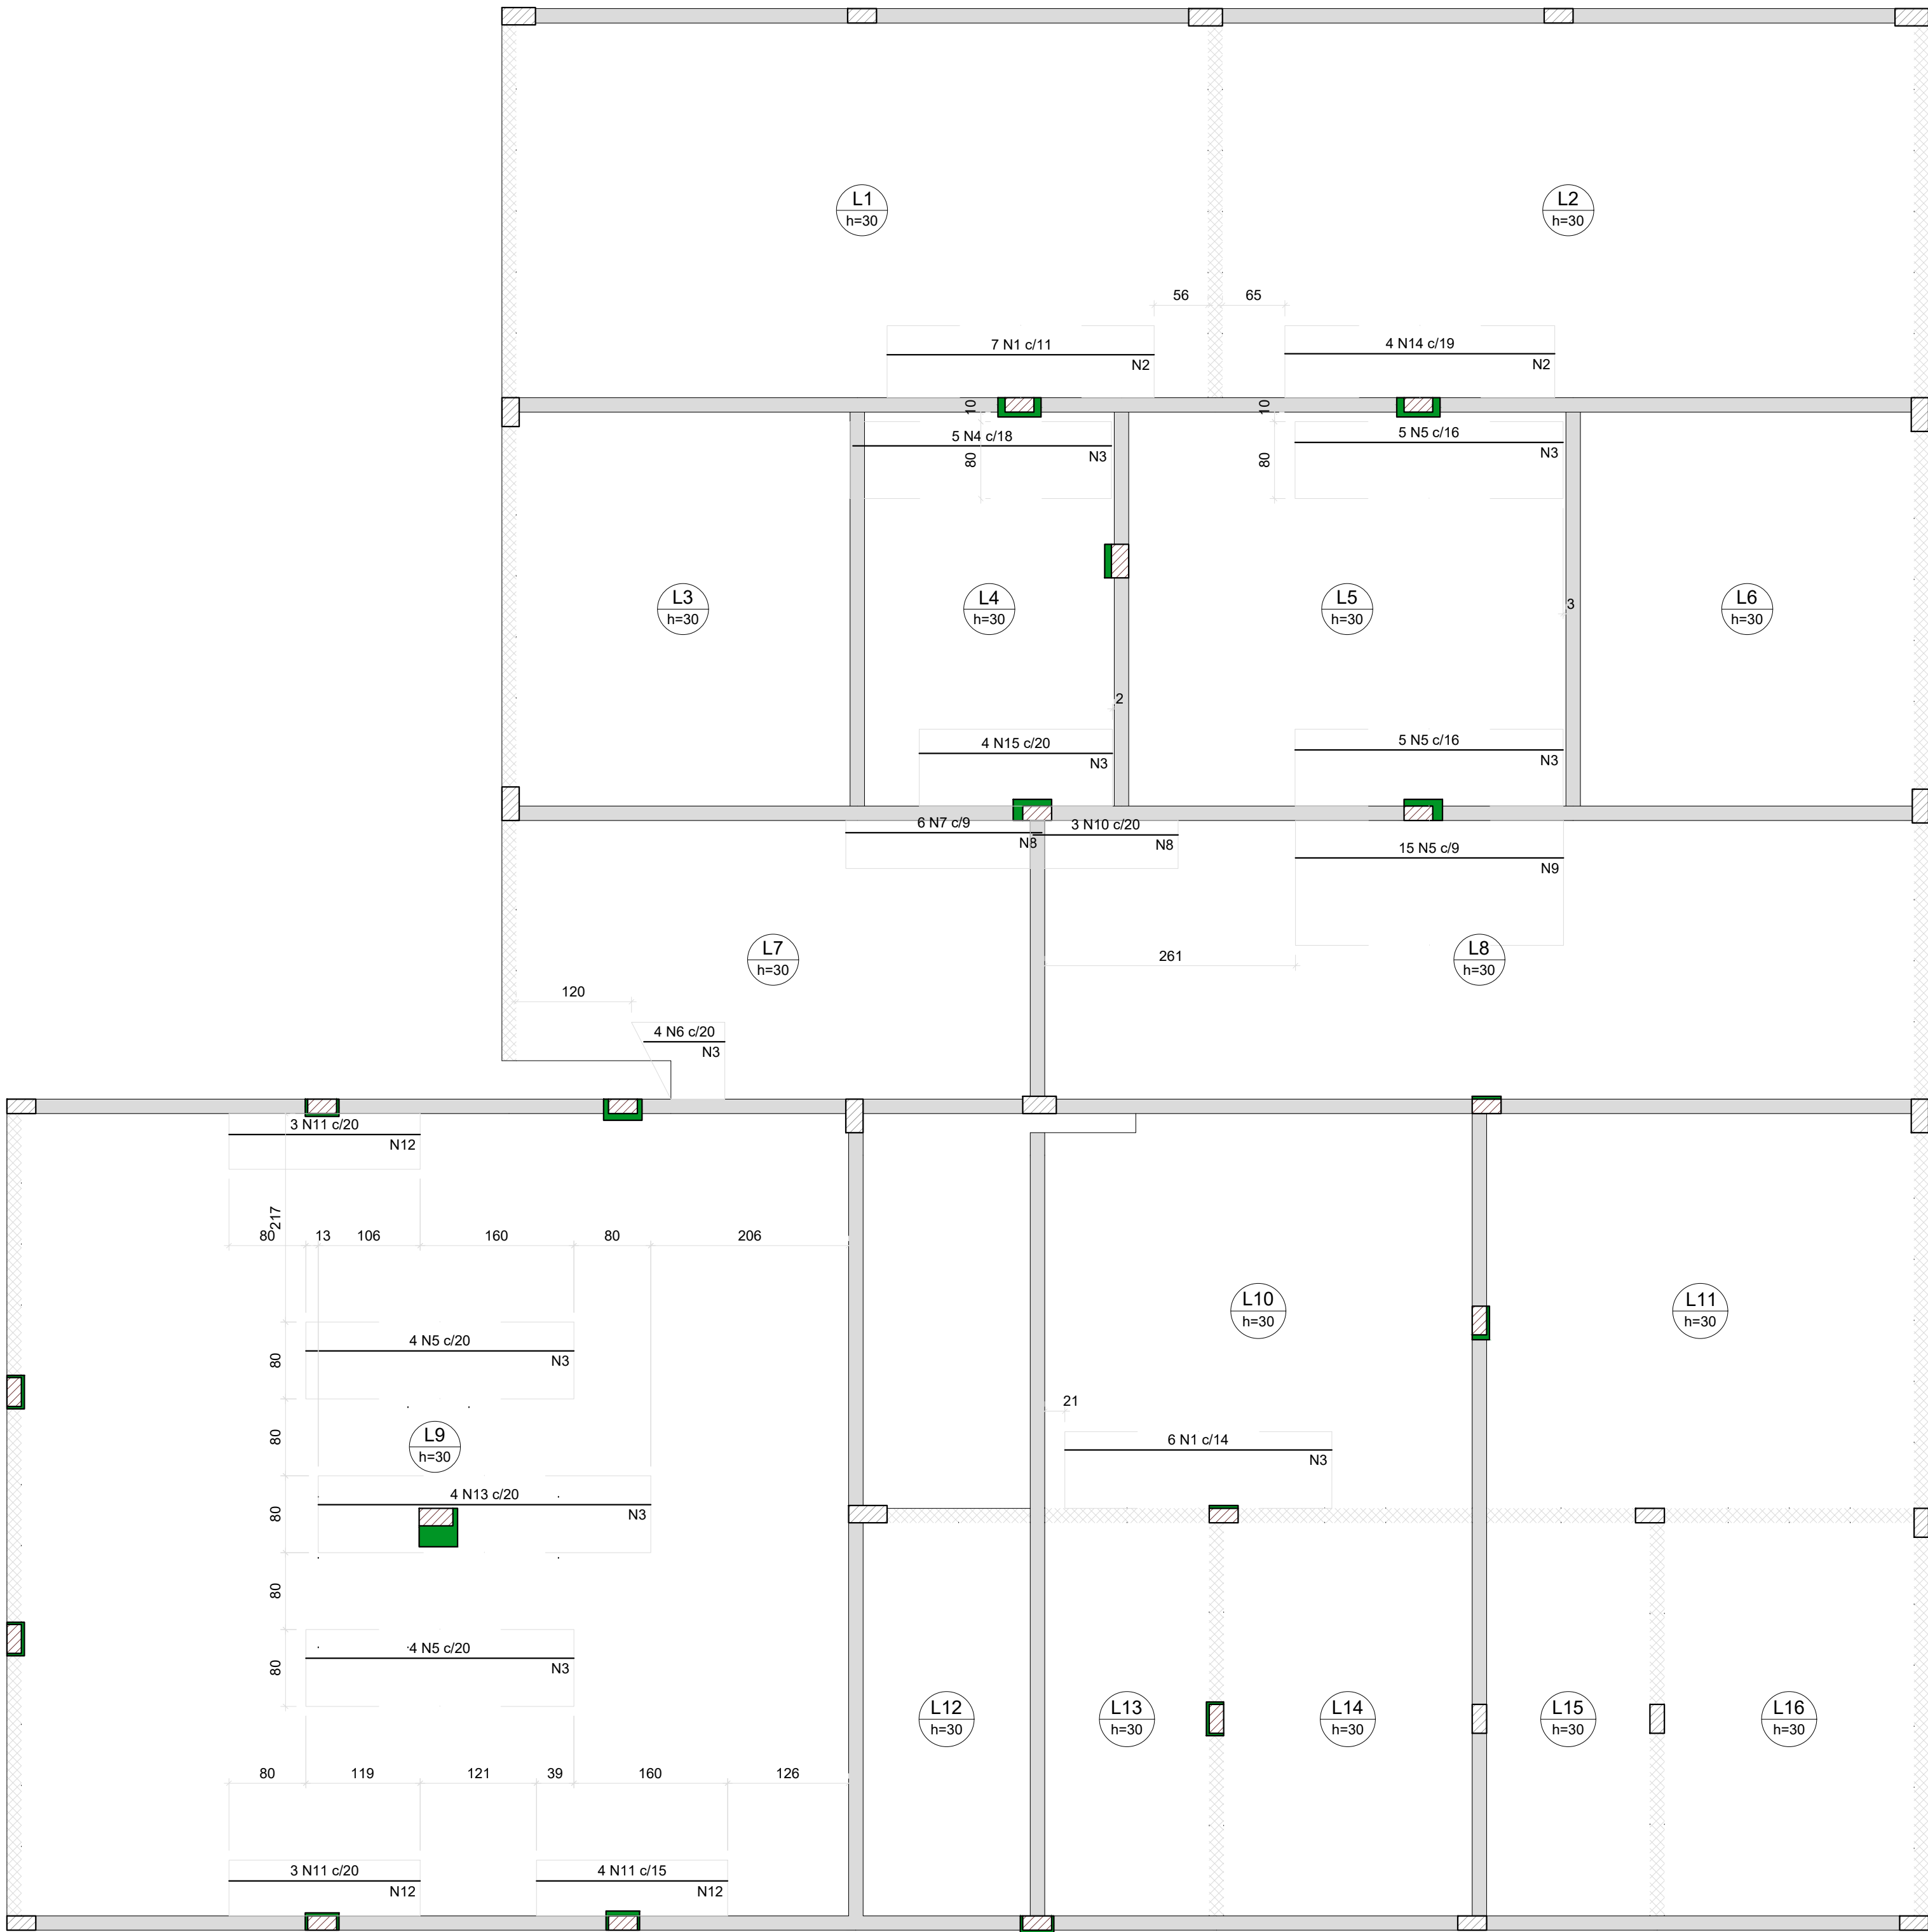 L1
h=30
L2
h=30
56
65
7 N1 c/11
N2
4 N14 c/19
N2
10
10
5 N4 c/18
N3
80
5 N5 c/16
N3
80
L3
h=30
L4
h=30
L5
h=30
3
L6
h=30
2
4 N15 c/20
N3
5 N5 c/16
N3
6 N7 c/9
N8
3 N10 c/20
N8
15 N5 c/9
N9
L7
h=30
261
L8
h=30
120
4 N6 c/20
N3
3 N11 c/20
N12
217
80
13
106
160
80
206
4 N5 c/20
N3
80
L10
h=30
L11
h=30
21
80
L9
h=30
6 N1 c/14
N3
4 N13 c/20
N3
80
80
4 N5 c/20
N3
80
L12
h=30
L13
h=30
L14
h=30
L15
h=30
L16
h=30
80
119
121
39
160
126
3 N11 c/20
N12
4 N11 c/15
N12